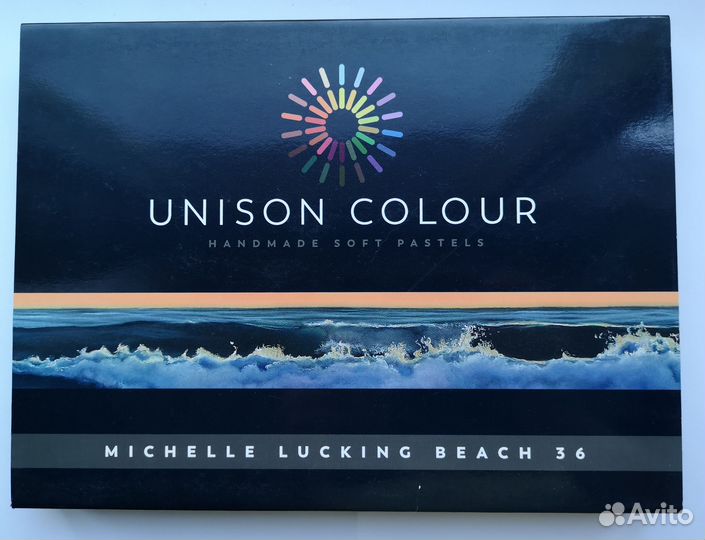 UNISON COLOUR
HANDMADE SOFT PASTELS
MICHELLE LUCKING BEACH 36
Avito